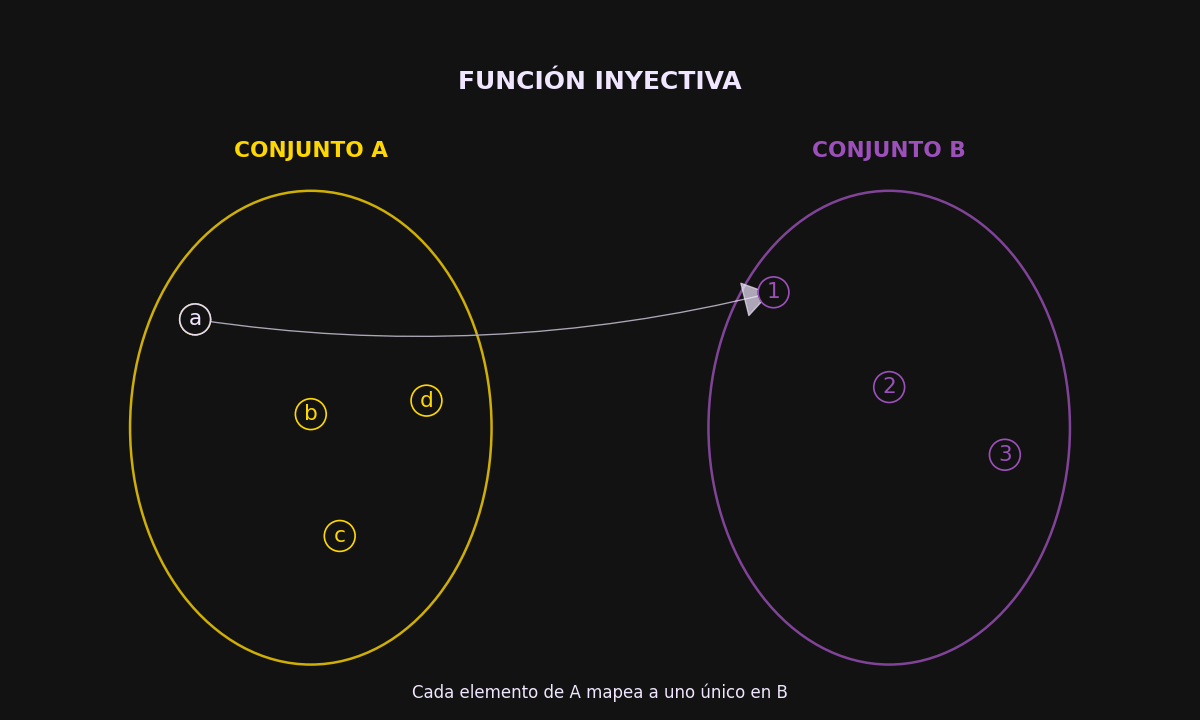 FUNCIÓN INYECTIVA
CONJUNTO A
CONJUNTO B
a
1
b
d
2
3
c
Cada elemento de A mapea a uno único en B